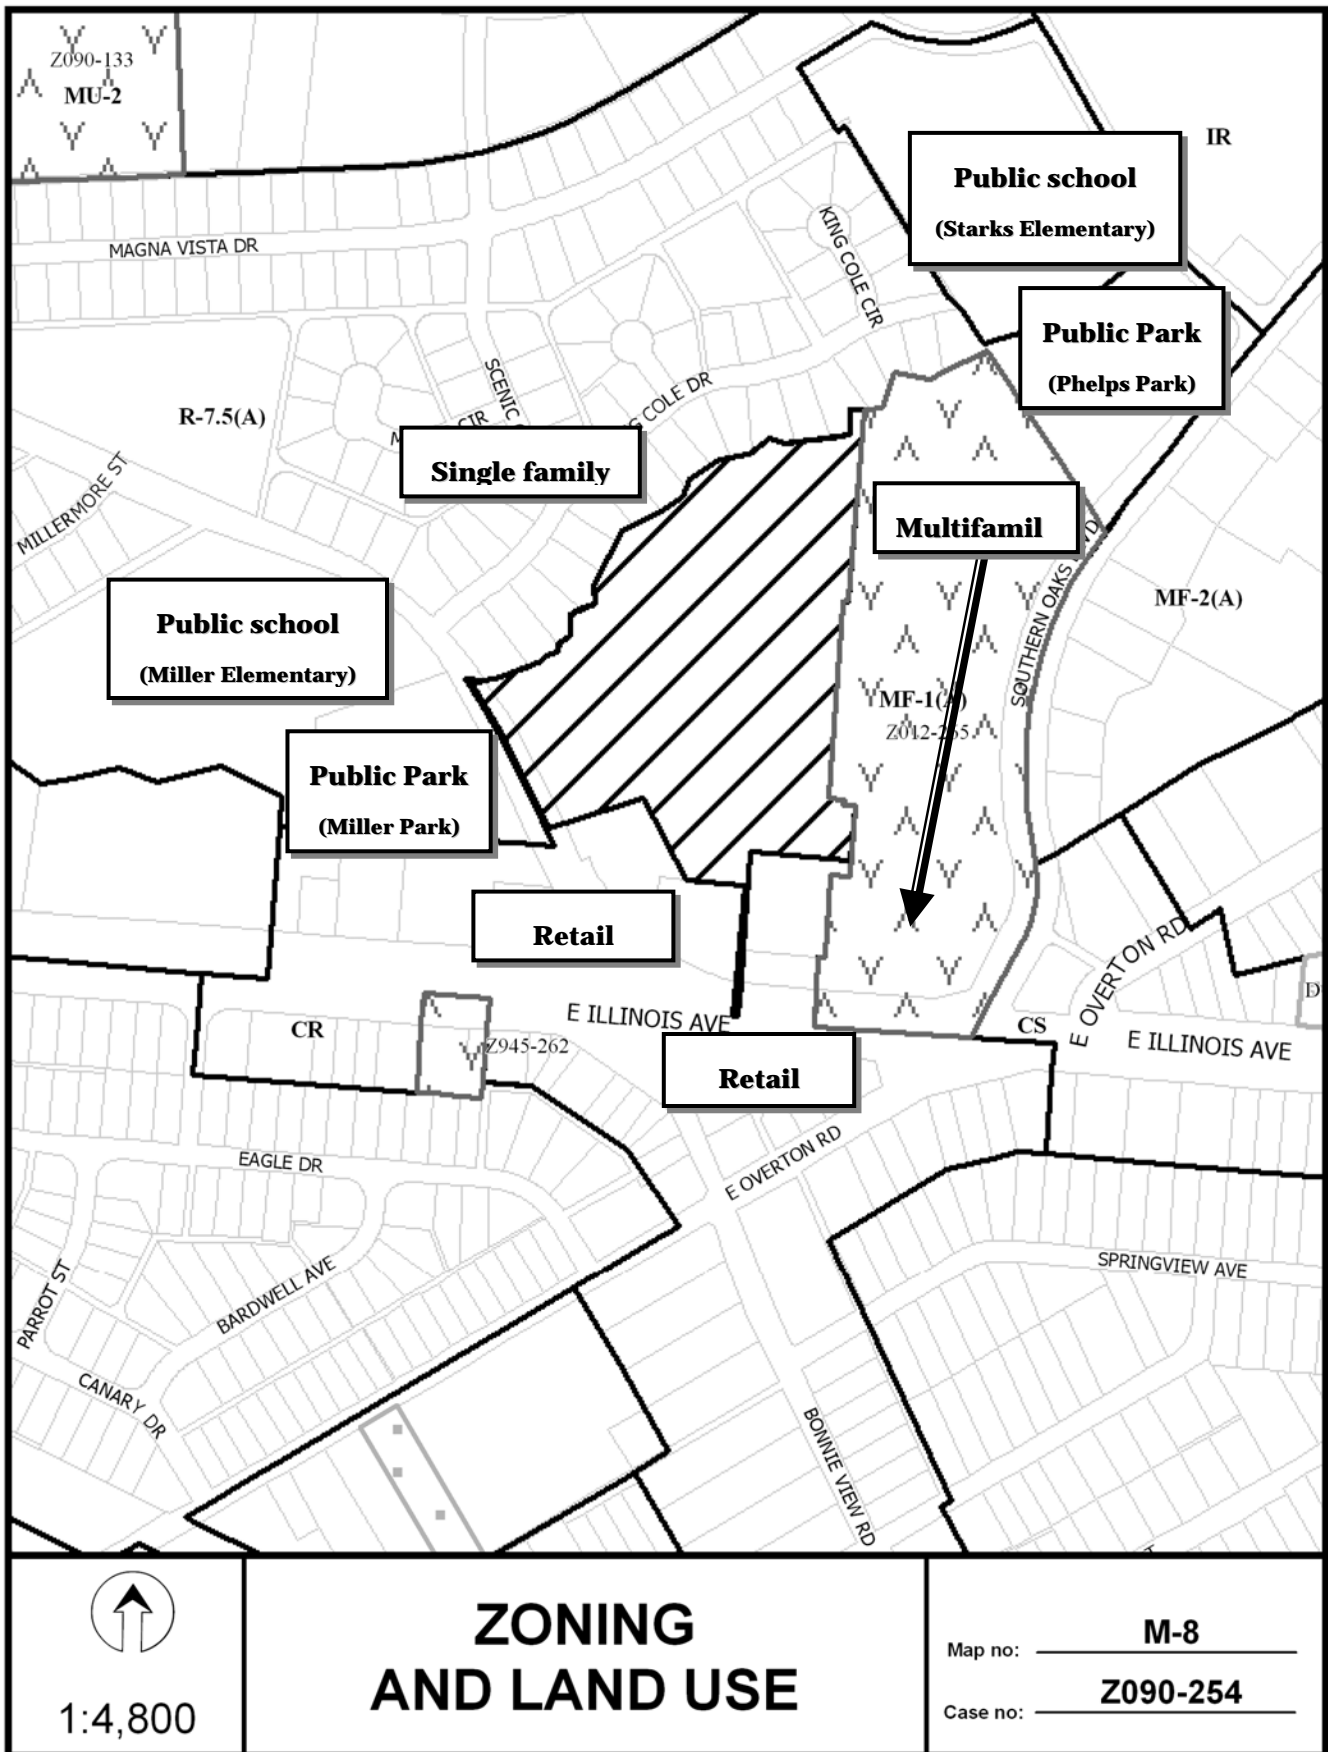 Z090-133
MU-2
IR
Public school
(Starks Elementary)
MAGNA VISTA DR
KING COLE CIR
Public Park
(Phelps Park)
R-7.5(A)
SCENIC
CIR
COLE DR
Single family
MILLERMORE ST
Multifamil
SOUTHERN OAKS
MF-2(A)
Public school
(Miller Elementary)
MF-1(A)
Public Park
(Miller Park)
Retail
E OVERTON RD
CR
E ILLINOIS AVE
Z945-262
CS
E ILLINOIS AVE
Retail
EAGLE DR
E OVERTON RD
PARROT ST
BARDWELL AVE
SPRINGVIEW AVE
CANARY DR
BONNIE VIEW RD
1:4,800
ZONING
AND LAND USE
Map no: M-8
Case no: Z090-254